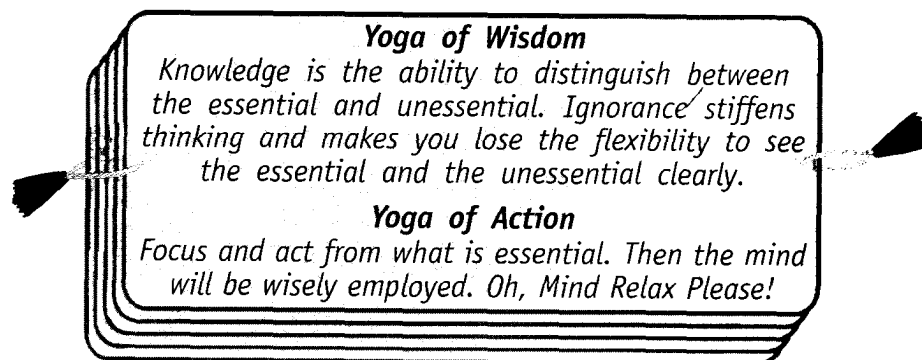 Yoga of Wisdom
Knowledge is the ability to distinguish between
the essential and unessential. Ignorance stiffens
thinking and makes you lose the flexibility to see
the essential and the unessential clearly.
Yoga of Action
Focus and act from what is essential. Then the mind
will be wisely employed. Oh, Mind Relax Please!